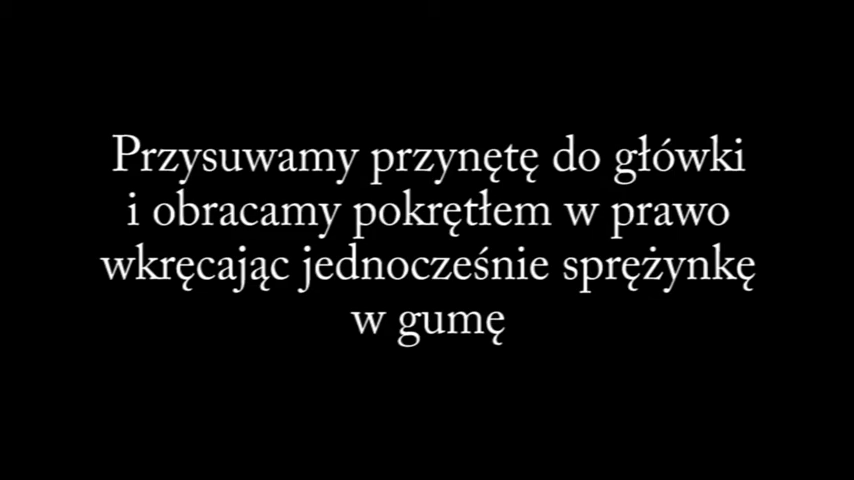 Przysuwamy przynętę do główki
i obracamy pokrętłem w prawo
wkręcając jednocześnie sprężynkę
w gumę